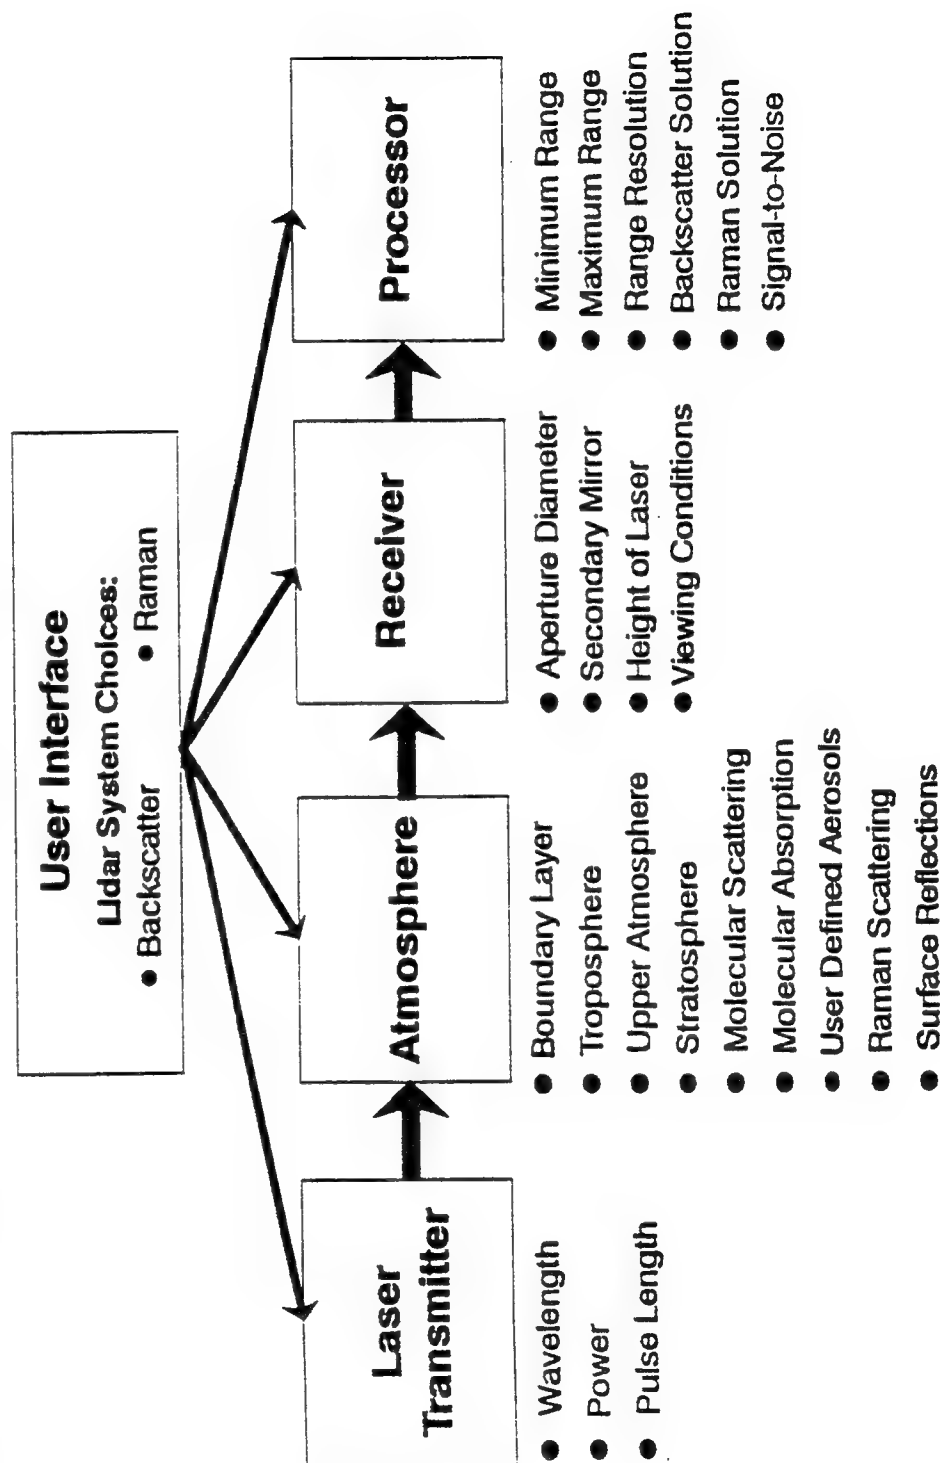 User Interface
Lidar System Choices:
● Backscatter ● Raman
Laser
Transmitter
Atmosphere
Receiver
Processor
● Wavelength
● Power
● Pulse Length
● Boundary Layer
● Troposphere
● Upper Atmosphere
● Stratosphere
● Molecular Scattering
● Molecular Absorption
● User Defined Aerosols
● Raman Scattering
● Surface Reflections
● Aperture Diameter
● Secondary Mirror
● Height of Laser
● Viewing Conditions
● Minimum Range
● Maximum Range
● Range Resolution
● Backscatter Solution
● Raman Solution
● Signal-to-Noise